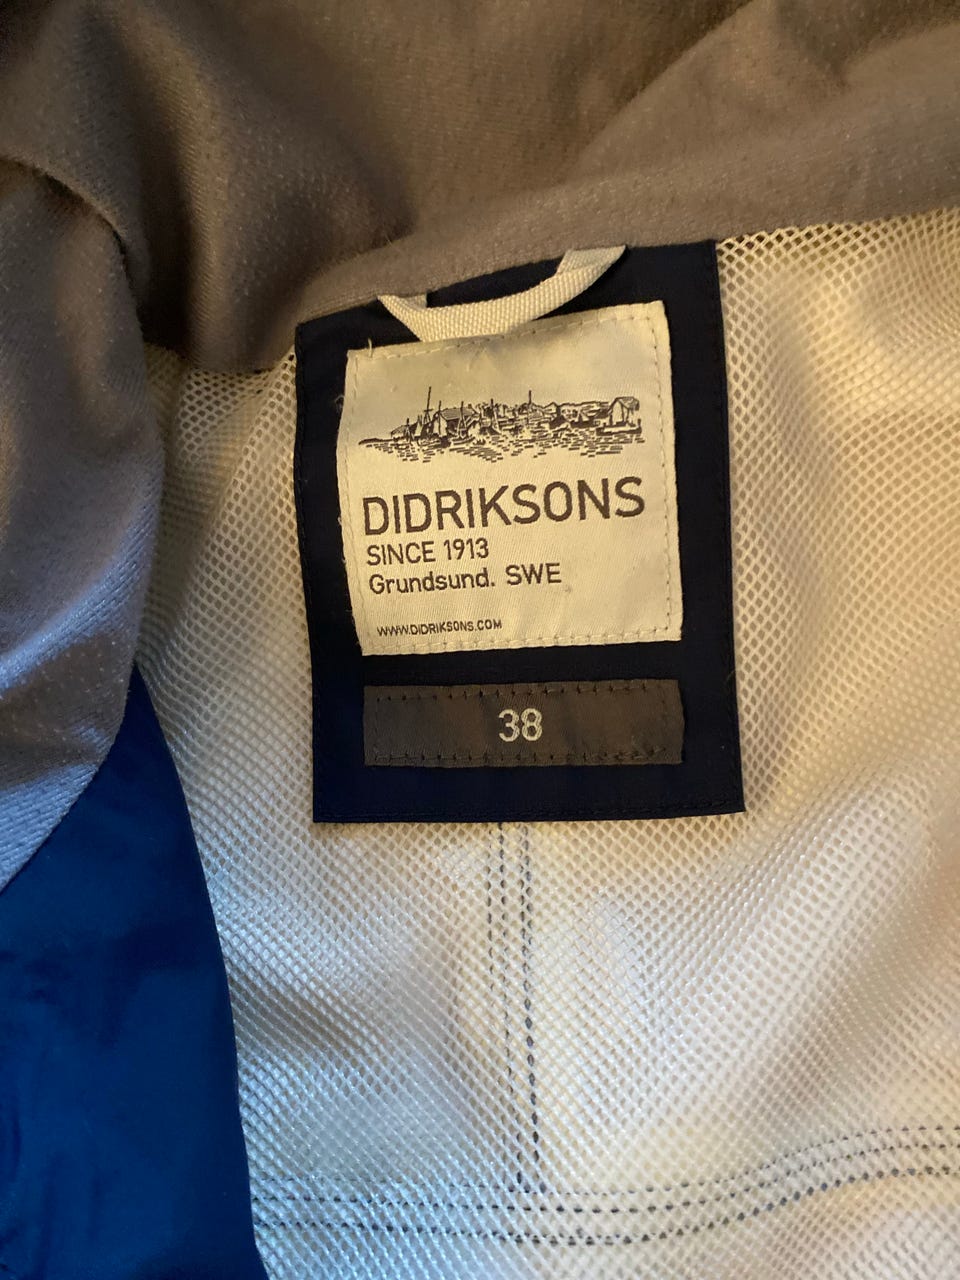 DIDRIKSONS
SINCE 1913
Grundsund. SWE
WWW.DIDRIKSONS.COM
38